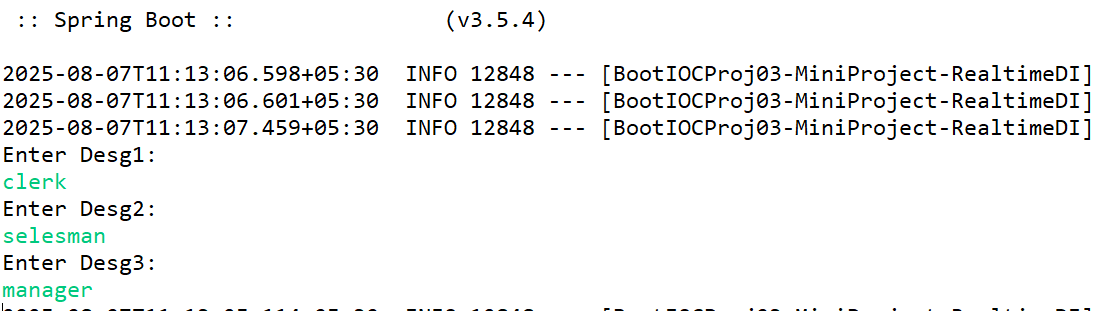 :: Spring Boot ::                (v3.5.4)
2025-08-07T11:13:06.598+05:30  INFO 12848 --- [BootIOCProj03-MiniProject-RealtimeDI]
2025-08-07T11:13:06.601+05:30  INFO 12848 --- [BootIOCProj03-MiniProject-RealtimeDI]
2025-08-07T11:13:07.459+05:30  INFO 12848 --- [BootIOCProj03-MiniProject-RealtimeDI]
Enter Desg1:
clerk
Enter Desg2:
selesman
Enter Desg3:
manager